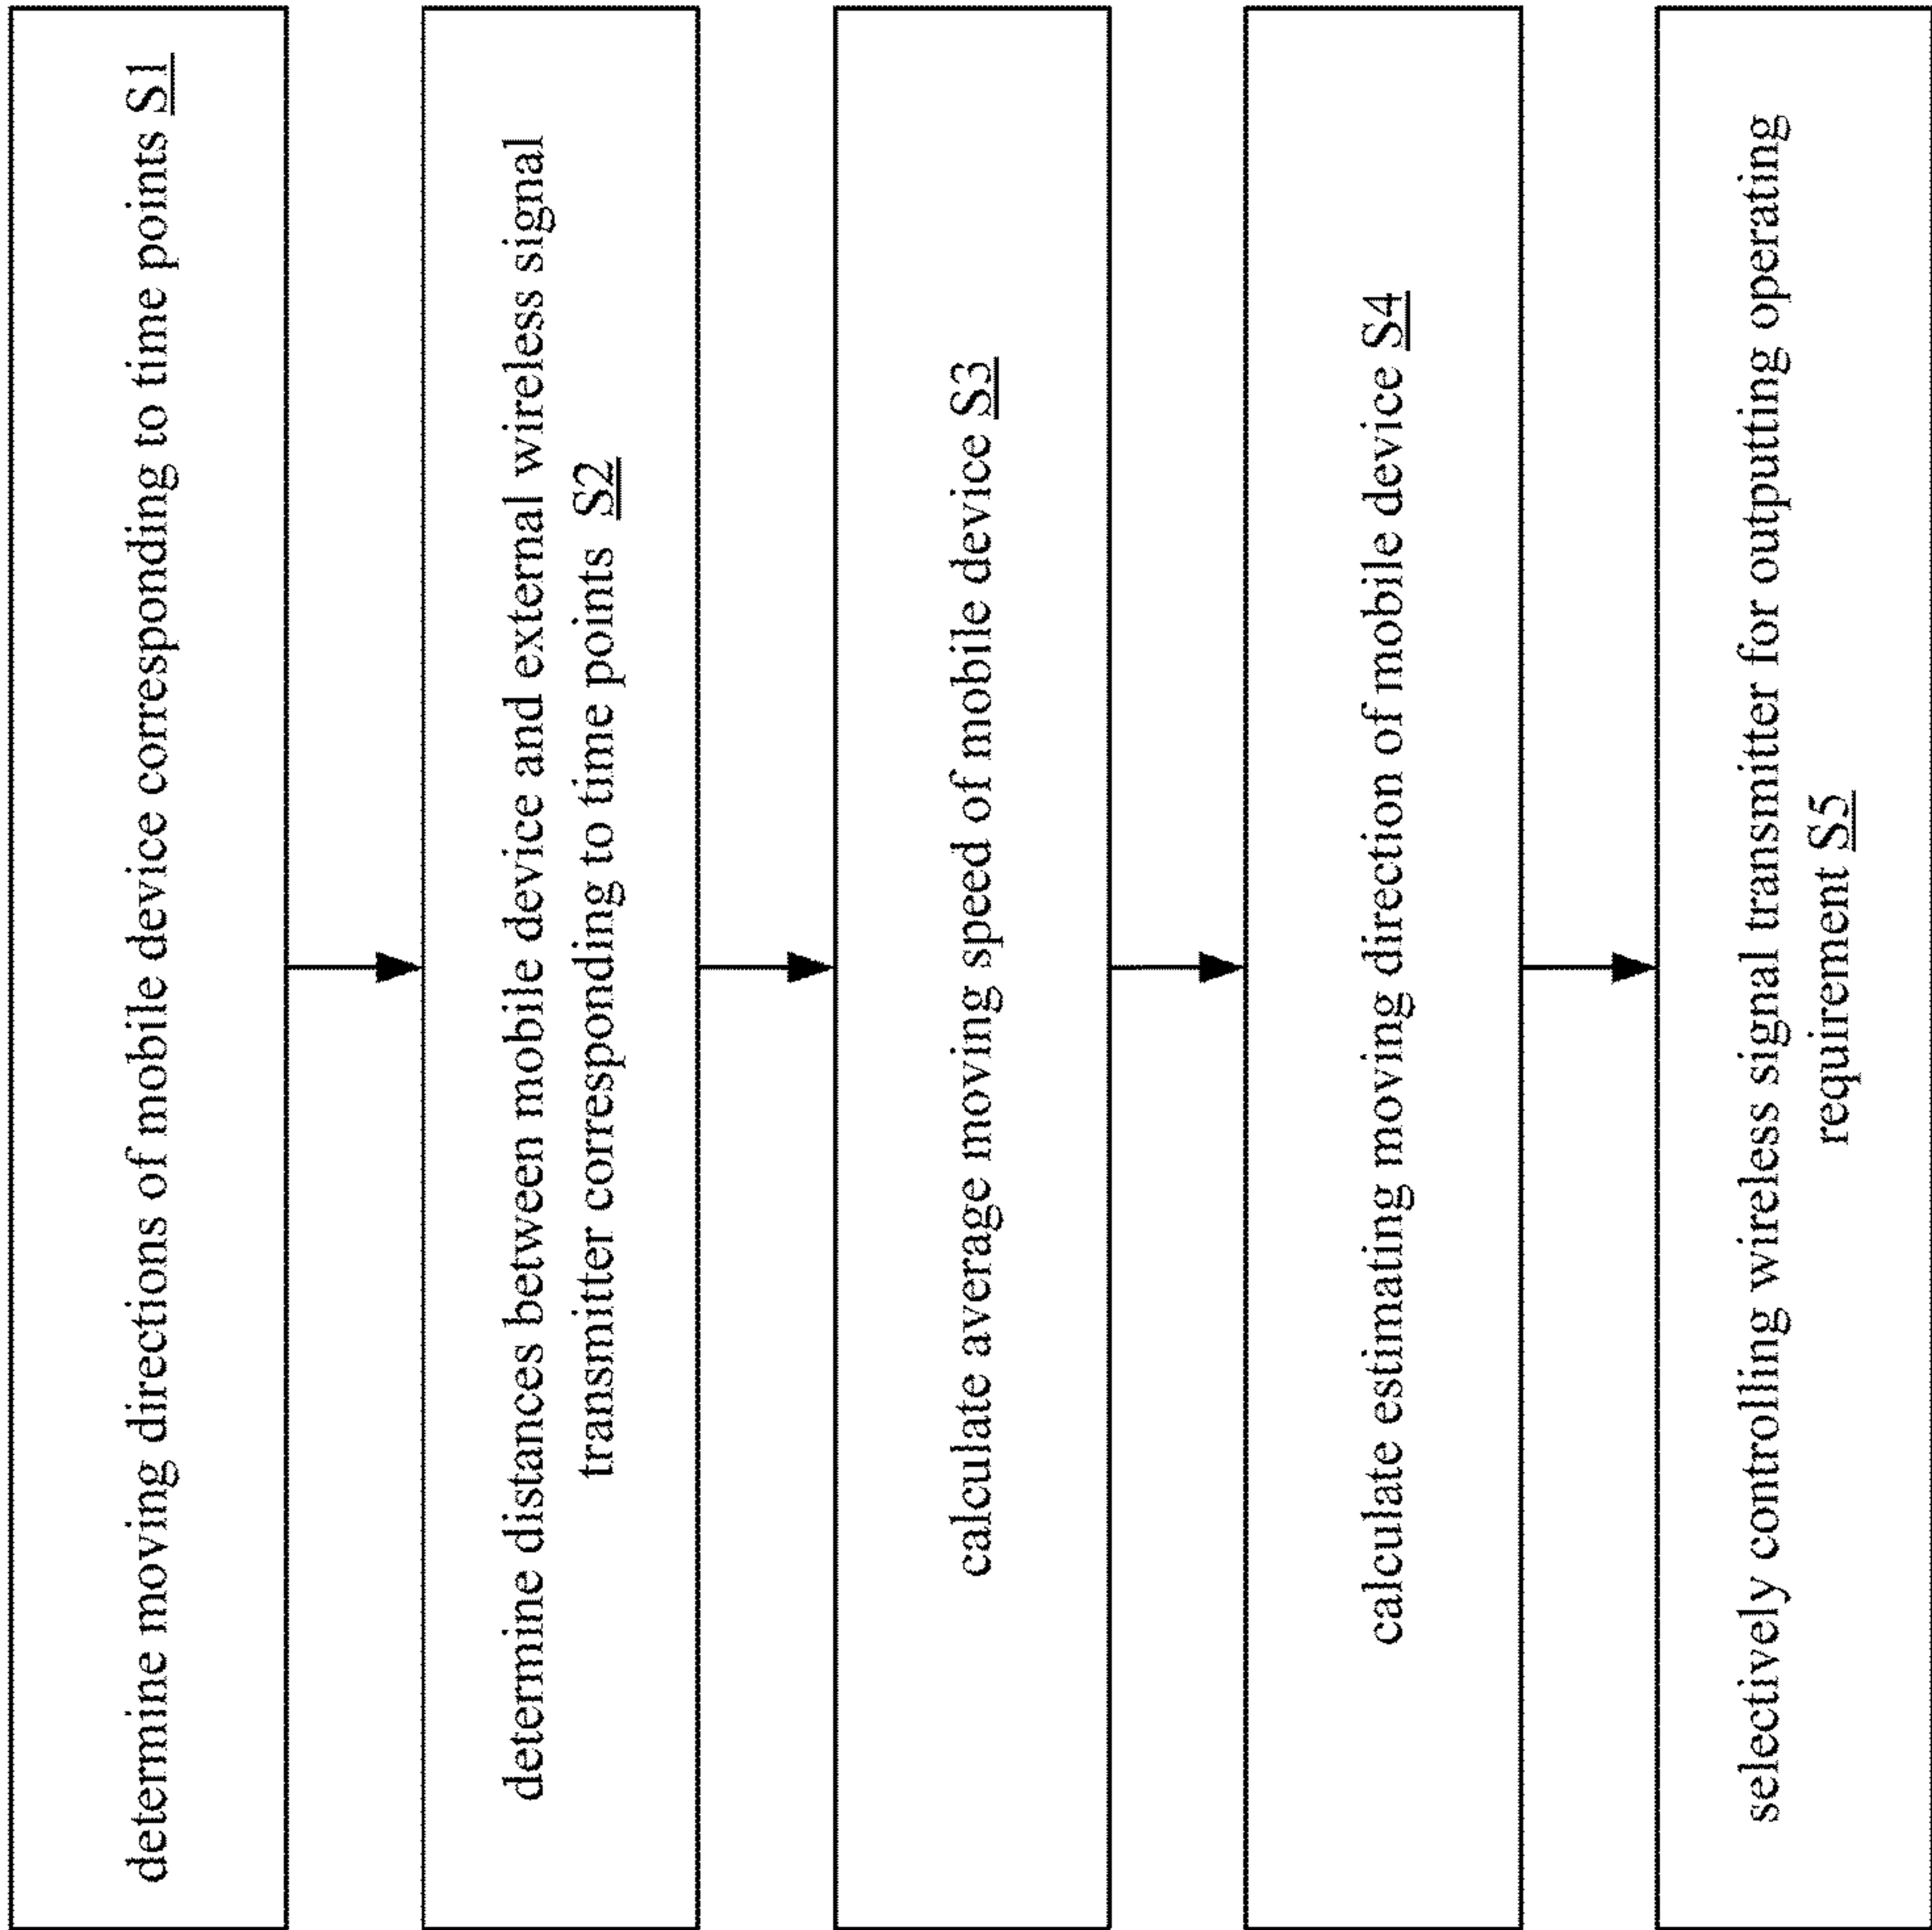 determine moving directions of mobile device corresponding to time points S1
determine distances between mobile device and external wireless signal
transmitter corresponding to time points S2
calculate average moving speed of mobile device S3
calculate estimating moving direction of mobile device S4
selectively controlling wireless signal transmitter for outputting operating
requirement S5